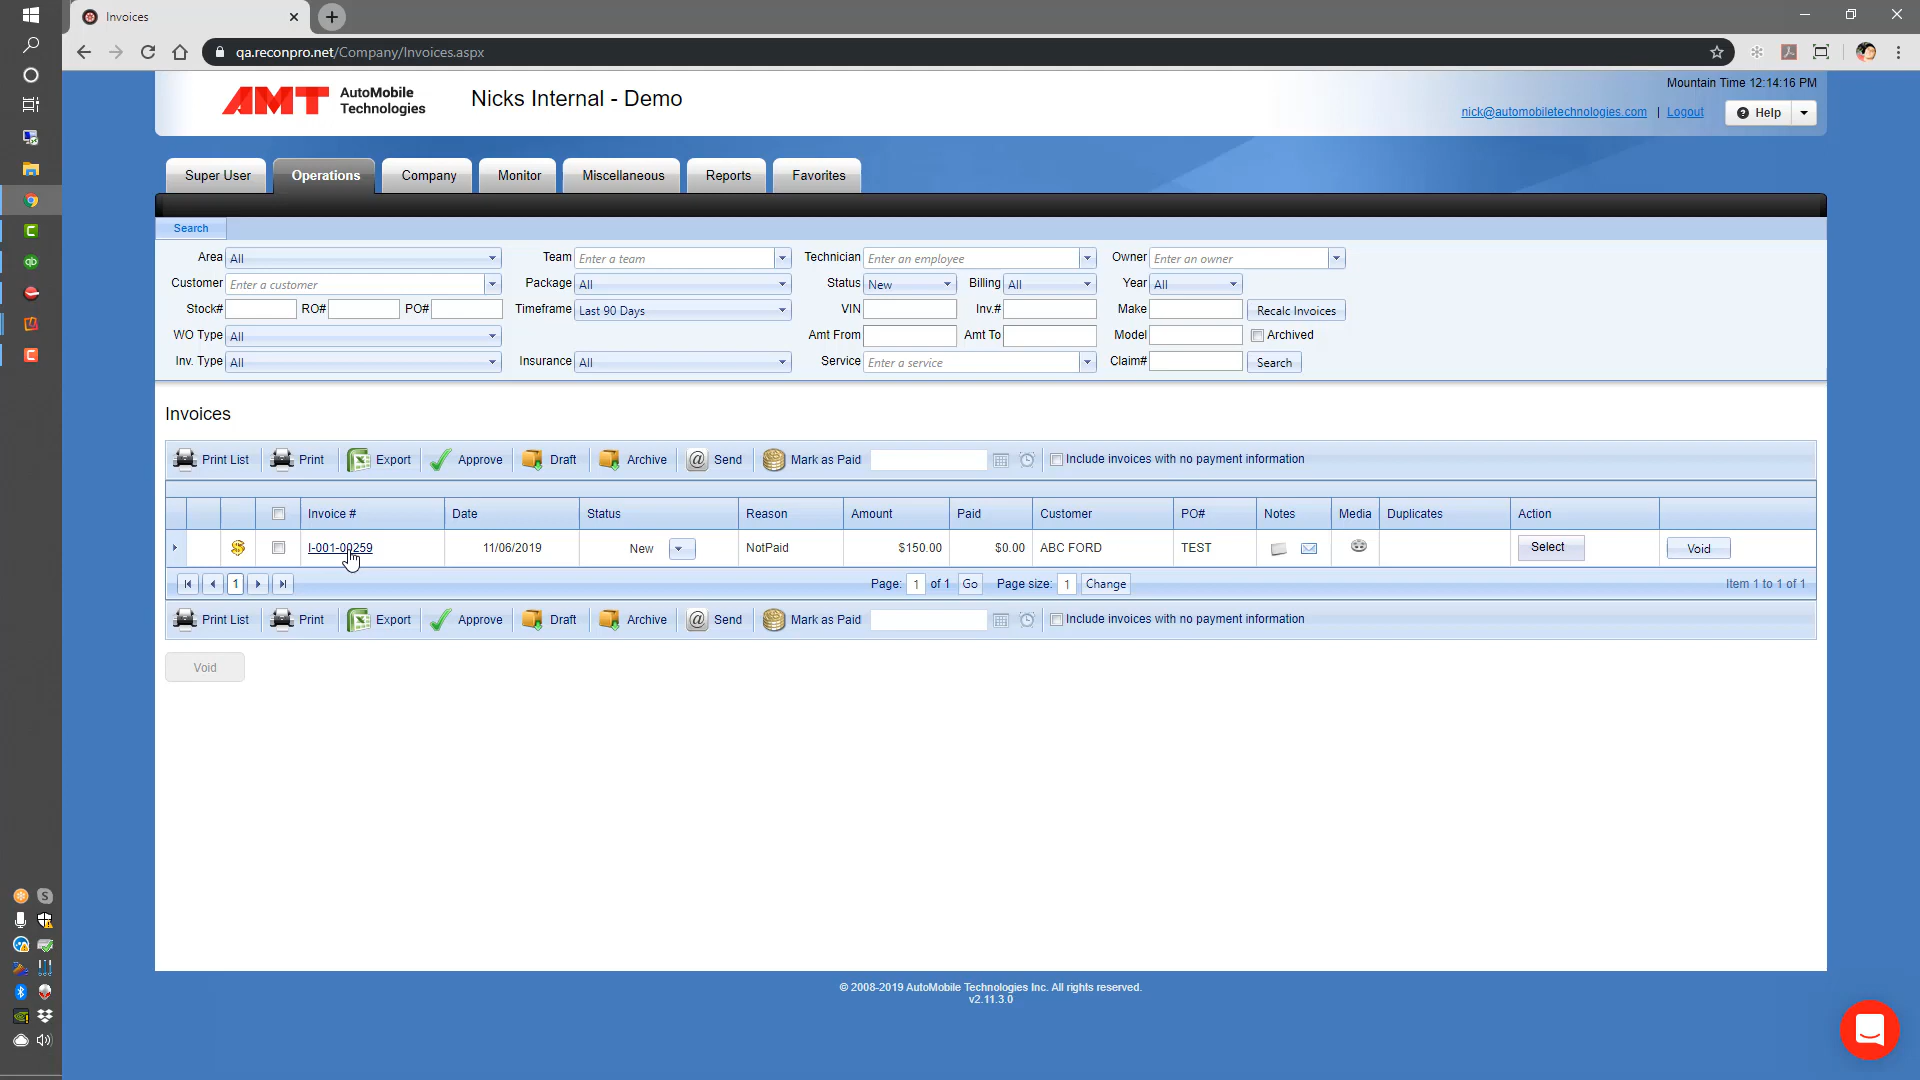 Invoices
qa.reconpro.net/Company/Invoices.aspx
Mountain Time 12:14:16 PM
AMT AutoMobile Technologies
Nicks Internal - Demo
nick@automobiletechnologies.com | Logout Help
Super User Operations Company Monitor Miscellaneous Reports Favorites
Search
Area All Team Enter a team Technician Enter an employee Owner Enter an owner
Customer Enter a customer Package All Status New Billing All Year All
Stock# RO# PO# Timeframe Last 90 Days VIN Inv.# Make Recalc Invoices
WO Type All Amt From Amt To Model Archived
Inv. Type All Insurance All Service Enter a service Claim# Search
Invoices
Print List Print Export Approve Draft Archive Send Mark as Paid Include invoices with no payment information
Invoice # Date Status Reason Amount Paid Customer PO# Notes Media Duplicates Action
I-001-00259 11/06/2019 New NotPaid $150.00 $0.00 ABC FORD TEST Select Void
1 Page: 1 of 1 Go Page size: 1 Change Item 1 to 1 of 1
Print List Print Export Approve Draft Archive Send Mark as Paid Include invoices with no payment information
Void
© 2008-2019 AutoMobile Technologies Inc. All rights reserved.
v2.11.3.0